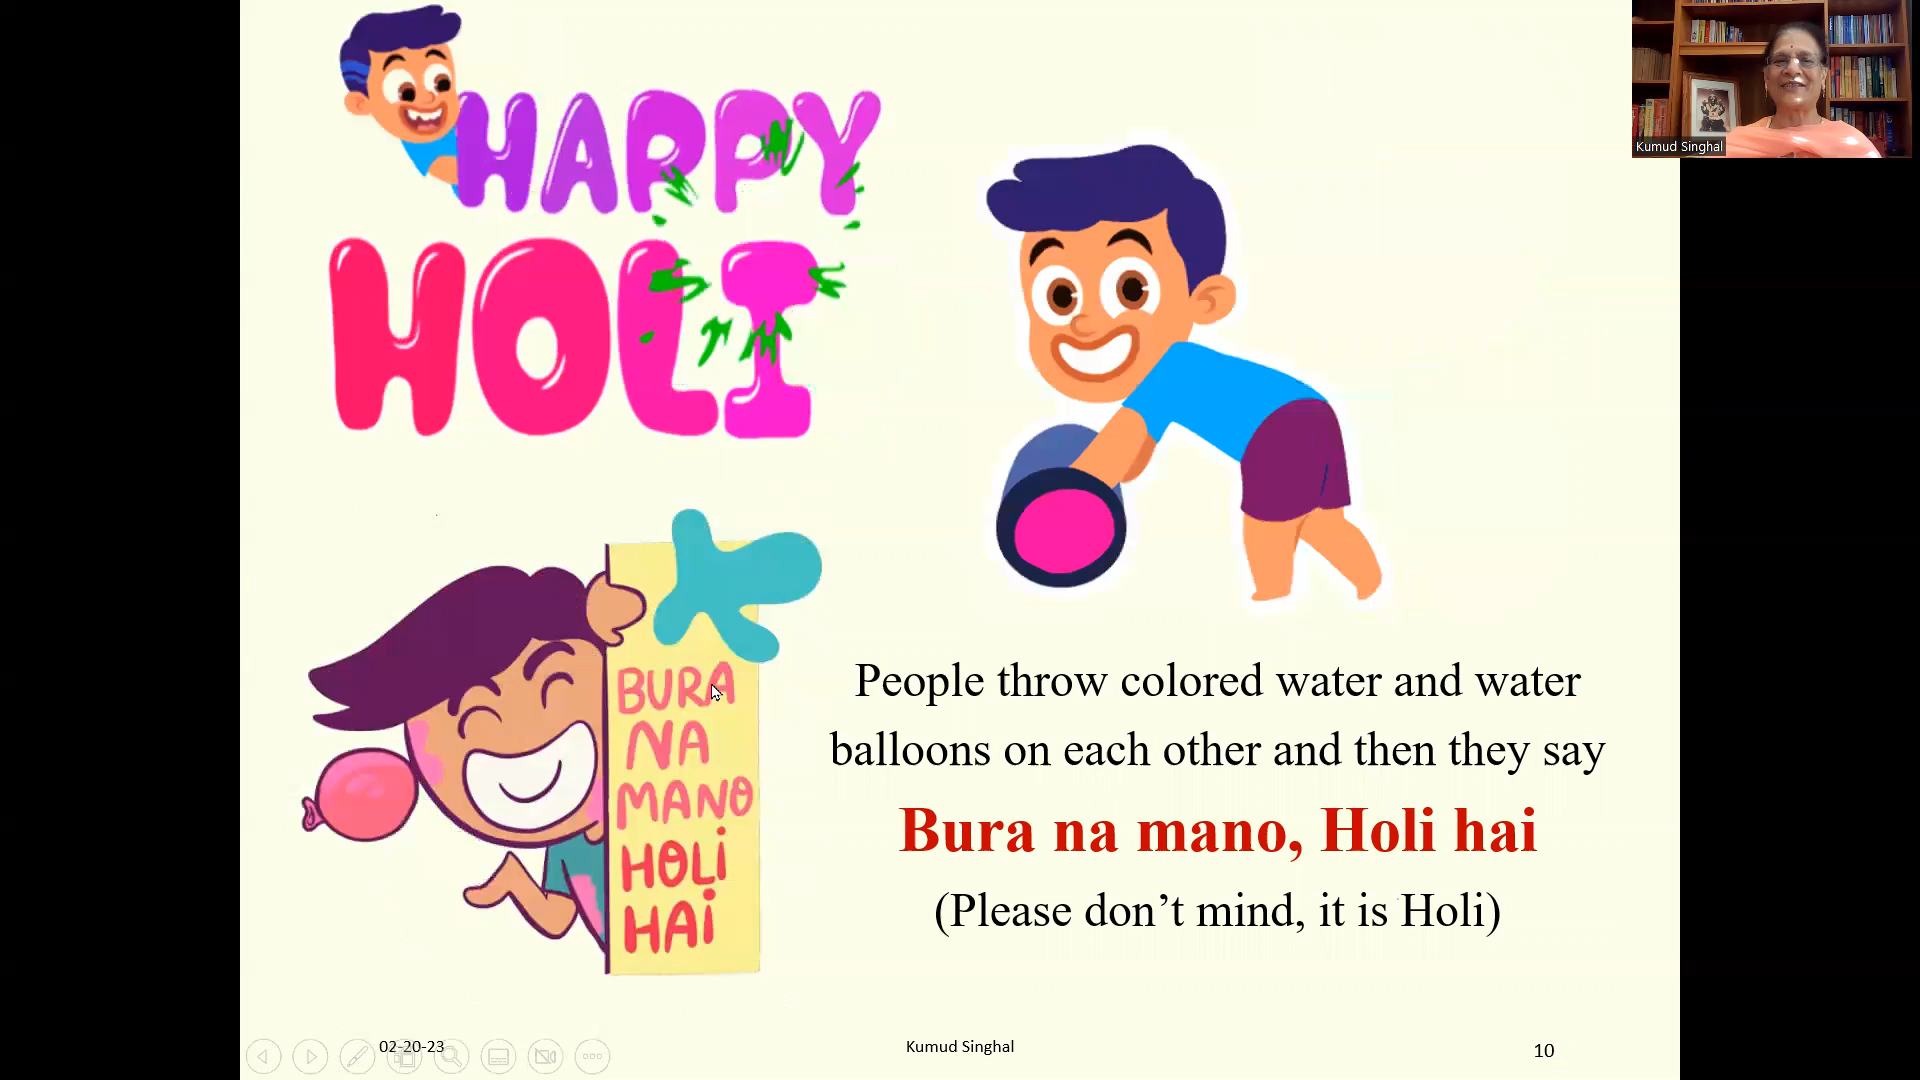 HAPPY
HOLI
BURA
NA
MANO
HOLI
HAI
People throw colored water and water
balloons on each other and then they say
Bura na mano, Holi hai
(Please don’t mind, it is Holi)
02-20-23
Kumud Singhal
10
Kumud Singhal